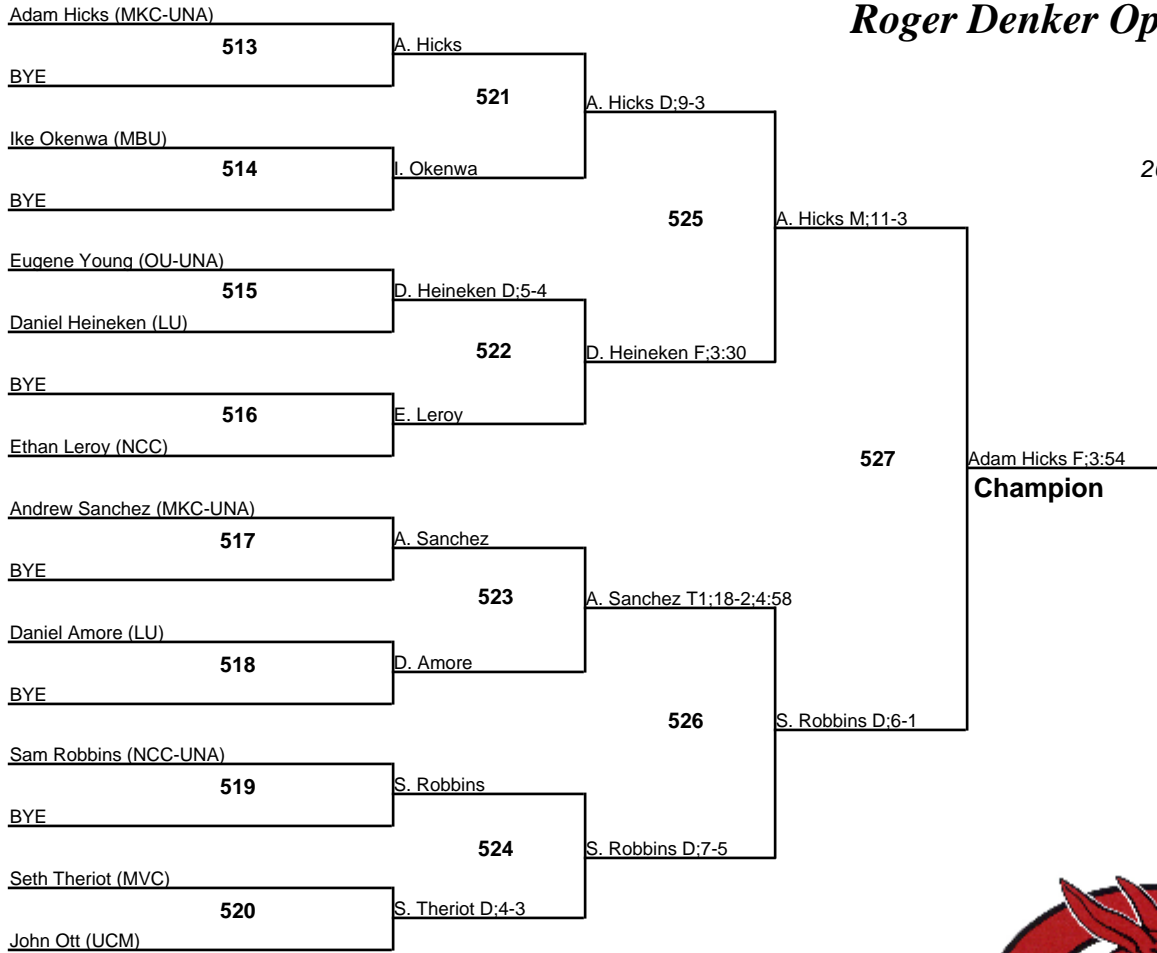 Roger Denker Op
Adam Hicks (MKC-UNA)
513
BYE
A. Hicks
521
Ike Okenwa (MBU)
514
BYE
I. Okenwa
A. Hicks D;9-3
525
Eugene Young (OU-UNA)
515
Daniel Heineken (LU)
D. Heineken D;5-4
522
BYE
516
Ethan Leroy (NCC)
E. Leroy
D. Heineken F;3:30
A. Hicks M;11-3
527
Andrew Sanchez (MKC-UNA)
517
BYE
A. Sanchez
523
Daniel Amore (LU)
518
BYE
D. Amore
A. Sanchez T1;18-2;4:58
526
Sam Robbins (NCC-UNA)
519
BYE
S. Robbins
524
Seth Theriot (MVC)
520
John Ott (UCM)
S. Theriot D;4-3
S. Robbins D;7-5
S. Robbins D;6-1
Adam Hicks F;3:54
Champion